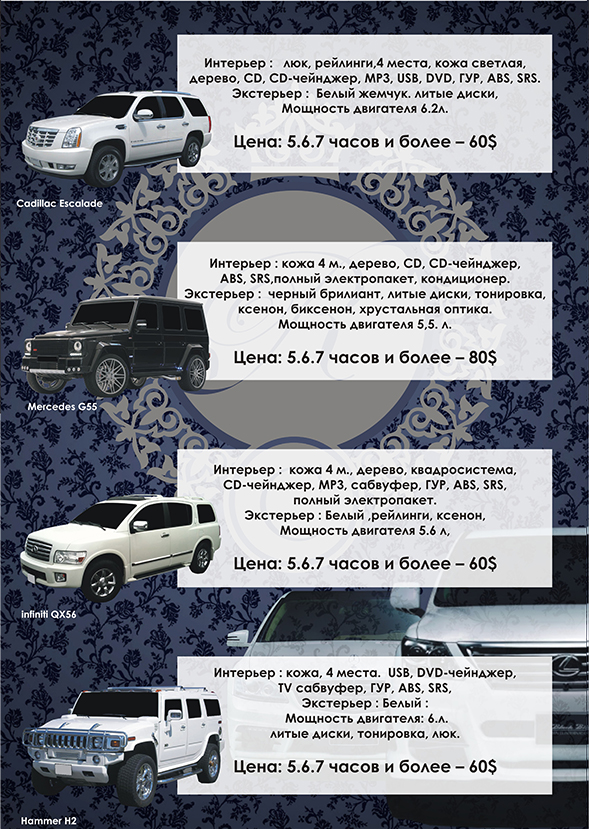 Интерьер :   люк, рейлинги,4 места, кожа светлая,
дерево, CD, CD-чейнджер, MP3, USB, DVD, ГУР, ABS, SRS.
Экстерьер :  Белый жемчук. литые диски,
Мощность двигателя 6.2л.
Цена: 5.6.7 часов и более – 60$
Cadillac Escalade
Интерьер : кожа 4 м., дерево, CD, CD-чейнджер,
ABS, SRS,полный электропакет, кондиционер.
Экстерьер :  черный брилиант, литые диски, тонировка,
ксенон, биксенон, хрустальная оптика.
Мощность двигателя 5,5. л.
Цена: 5.6.7 часов и более – 80$
Mercedes G55
Интерьер :  кожа 4 м., дерево, квадросистема,
CD-чейнджер, MP3, сабвуфер, ГУР, ABS, SRS,
полный электропакет.
Экстерьер : Белый ,рейлинги, ксенон,
Мощность двигателя 5.6 л,
Цена: 5.6.7 часов и более – 60$
infiniti QX56
Интерьер : кожа, 4 места.  USB, DVD-чейнджер,
TV сабвуфер, ГУР, ABS, SRS,
Экстерьер : Белый :
Мощность двигателя: 6.л.
литые диски, тонировка, люк.
Цена: 5.6.7 часов и более – 60$
Hammer H2